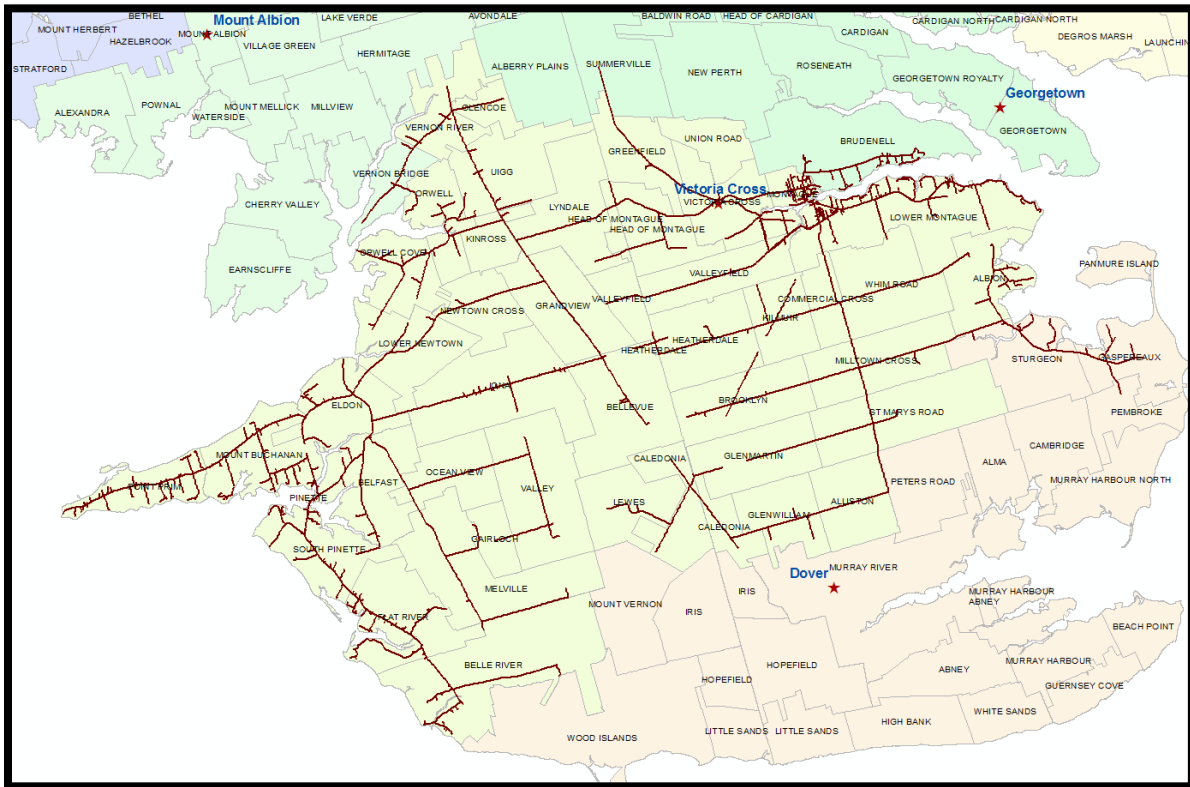 BETHEL
Mount Albion
LAKE VERDE
AVONDALE
BALDWIN ROAD
HEAD OF CARDIGAN
CARDIGAN NORTH
CARDIGAN NORTH
MOUNT HERBERT
MOUNT ALBION
HAZELBROOK
VILLAGE GREEN
CARDIGAN
DEGROS MARSH
LAUNCHIN
HERMITAGE
STRATFORD
ALBERRY PLAINS
SUMMERVILLE
NEW PERTH
ROSENEATH
GEORGETOWN ROYALTY
Georgetown
ALEXANDRA
POWNAL
MOUNT MELLICK
MILLVIEW
GLENCOE
WATERSIDE
VERNON RIVER
GEORGETOWN
UNION ROAD
BRUDENELL
GREENFIELD
VERNON BRIDGE
UIGG
ORWELL
Victoria Cross
VICTORIA CROSS
CHERRY VALLEY
LYNDALE
HEAD OF MONTAGUE
HEAD OF MONTAGUE
LOWER MONTAGUE
KINROSS
ORWELL COVE
EARNSCLIFFE
VALLEYFIELD
PANMURE ISLAND
WHIM ROAD
ALBION
VALLEYFIELD
COMMERCIAL CROSS
GRANDVIEW
NEWTOWN CROSS
KILMUIR
LOWER NEWTOWN
HEATHERDALE
HEATHERDALE
MILLTOWN CROSS
STURGEON
GASPEREAUX
IONA
ELDON
BELLEVUE
BROCKLYN
ST MARYS ROAD
PEMBROKE
CAMBRIDGE
MOUNT BUCHANAN
CALEDONIA
GLENMARTIN
ALMA
OCEAN VIEW
BELFAST
VALLEY
PETERS ROAD
MURRAY HARBOUR NORTH
POINT PRIM
PINETTE
LEWES
ALLISTON
GLENWILLIAM
CALEDONIA
GAIRLOCH
SOUTH PINETTE
Dover
MURRAY RIVER
MELVILLE
IRIS
MOUNT VERNON
IRIS
MURRAY HARBOUR
ABNEY
FLAT RIVER
BEACH POINT
BELLE RIVER
HOPEFIELD
ABNEY
MURRAY HARBOUR
HOPEFIELD
GUERNSEY COVE
WHITE SANDS
HIGH BANK
LITTLE SANDS
LITTLE SANDS
WOOD ISLANDS